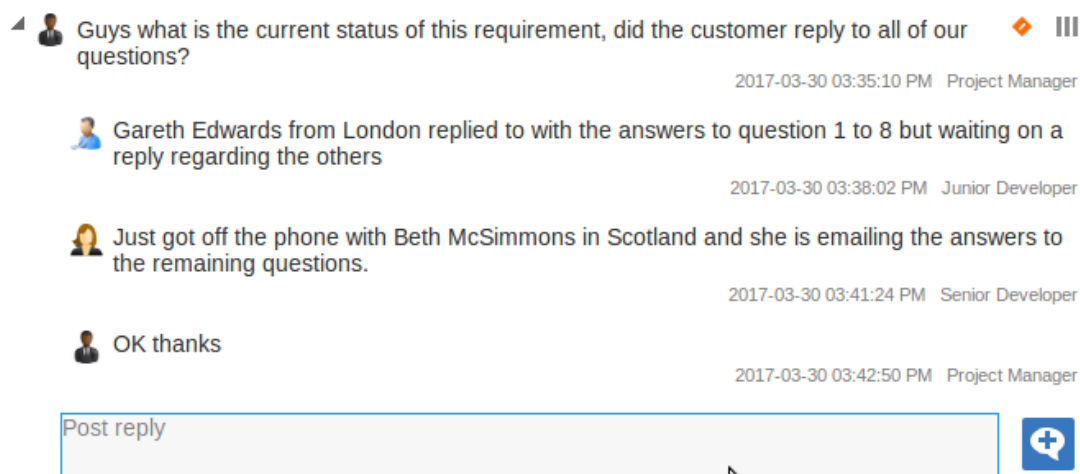 Guys what is the current status of this requirement, did the customer reply to all of our
questions?
2017-03-30 03:35:10 PM Project Manager
Gareth Edwards from London replied to with the answers to question 1 to 8 but waiting on a
reply regarding the others
2017-03-30 03:38:02 PM Junior Developer
Just got off the phone with Beth McSimmons in Scotland and she is emailing the answers to
the remaining questions.
2017-03-30 03:41:24 PM Senior Developer
OK thanks
2017-03-30 03:42:50 PM Project Manager
Post reply